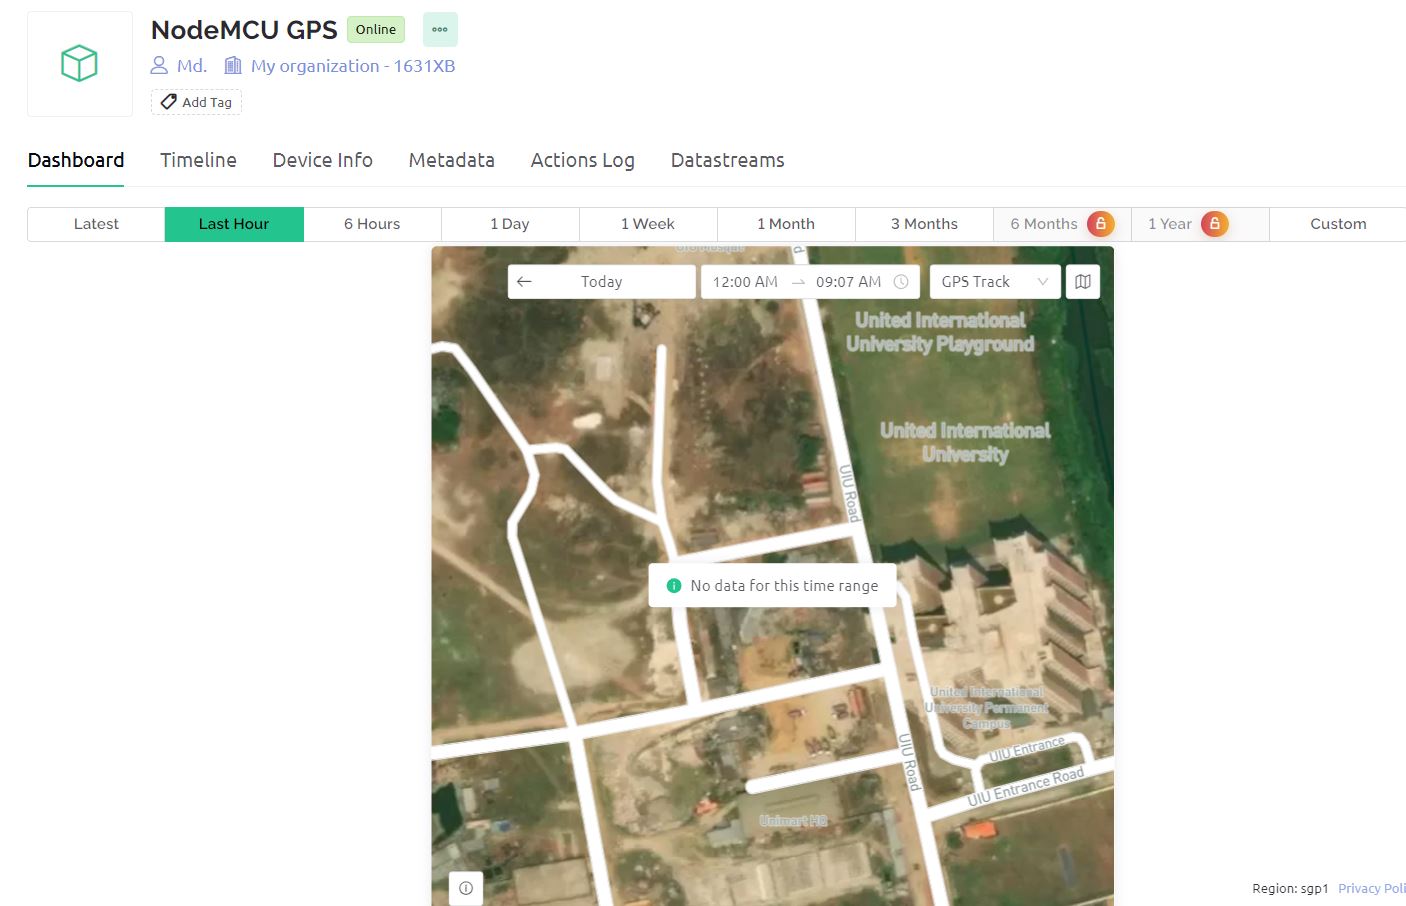 NodeMCU GPS Online
Md. My organization - 1631XB
Add Tag
Dashboard Timeline Device Info Metadata Actions Log Datastreams
Latest Last Hour 6 Hours 1 Day 1 Week 1 Month 3 Months 6 Months 1 Year Custom
Today 12:00 AM → 09:07 AM GPS Track
United International
University Playground
United International
University
UIU Road
No data for this time range
United International
University Permanent
Campus
UIU Road
UIU Entrance
UIU Entrance Road
Unimart HQ
Region: sgp1 Privacy Poli